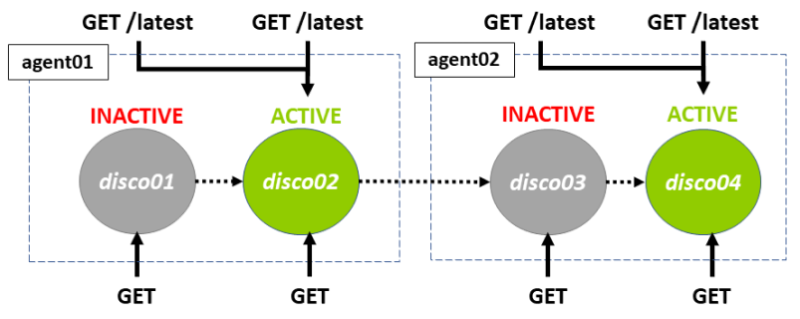 GET /latest GET /latest GET /latest GET /latest
agent01 agent02
INACTIVE ACTIVE INACTIVE ACTIVE
disco01 disco02 disco03 disco04
GET GET GET GET